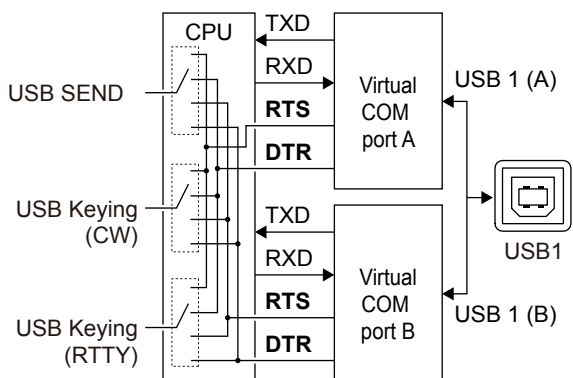 CPU
TXD
RXD
RTS
DTR
Virtual
COM
port A
USB 1 (A)
USB SEND
USB Keying
(CW)
USB Keying
(RTTY)
TXD
RXD
RTS
DTR
Virtual
COM
port B
USB 1 (B)
USB1